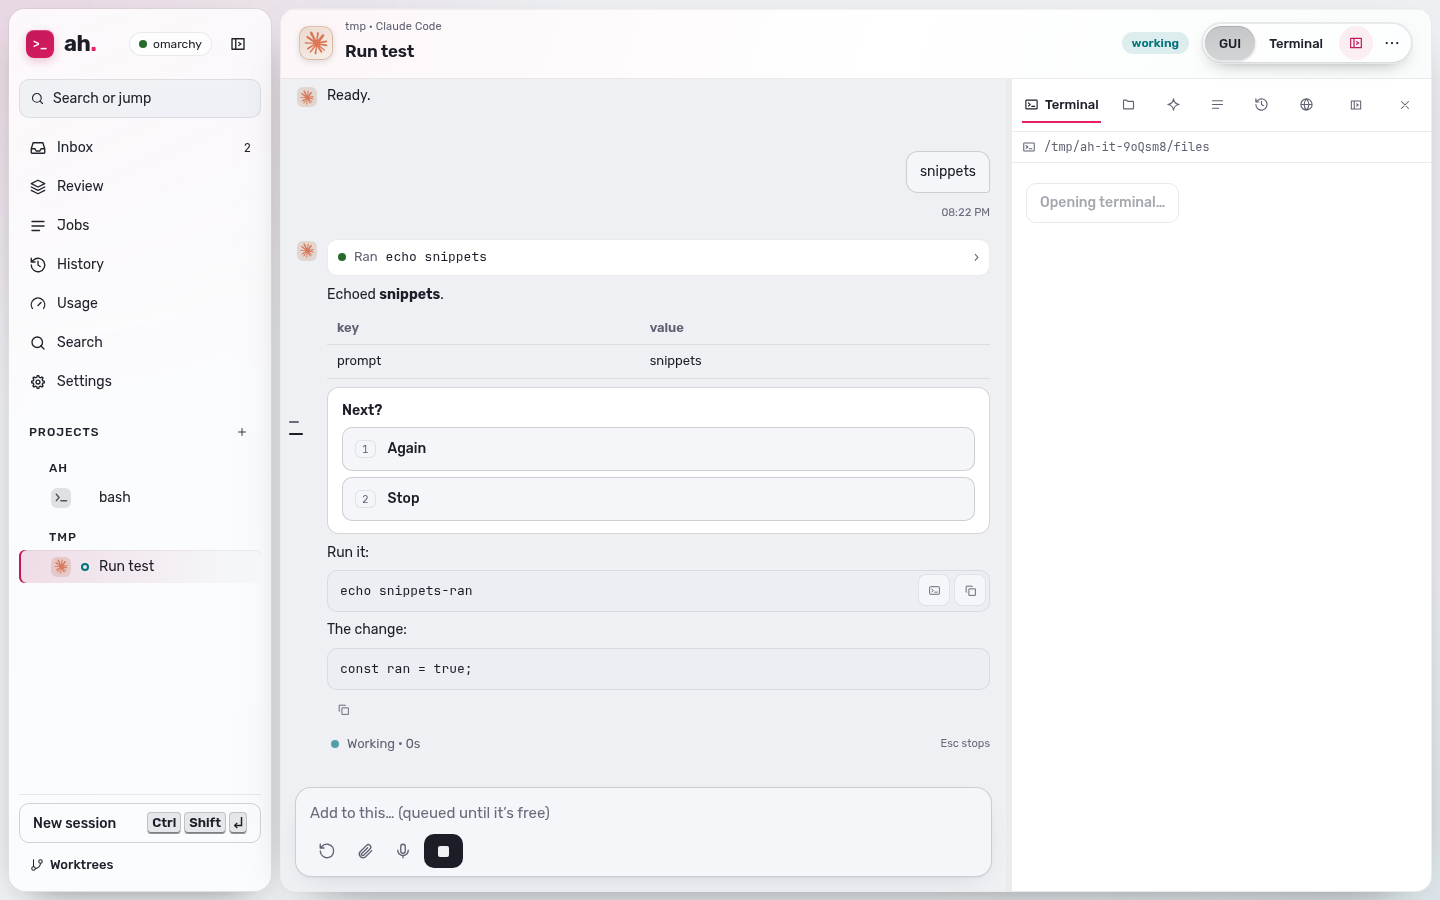 ah.
omarchy
Search or jump
Inbox 2
Review
Jobs
History
Usage
Search
Settings
PROJECTS
AH
bash
TMP
Run test
New session Ctrl Shift
Worktrees
tmp • Claude Code
Run test
working
GUI Terminal
Ready.
snippets
08:22 PM
Ran echo snippets
Echoed snippets.
key value
prompt snippets
Next?
1 Again
2 Stop
Run it:
echo snippets-ran
The change:
const ran = true;
Working • 0s Esc stops
Add to this… (queued until it's free)
Terminal
/tmp/ah-it-9oQsm8/files
Opening terminal…